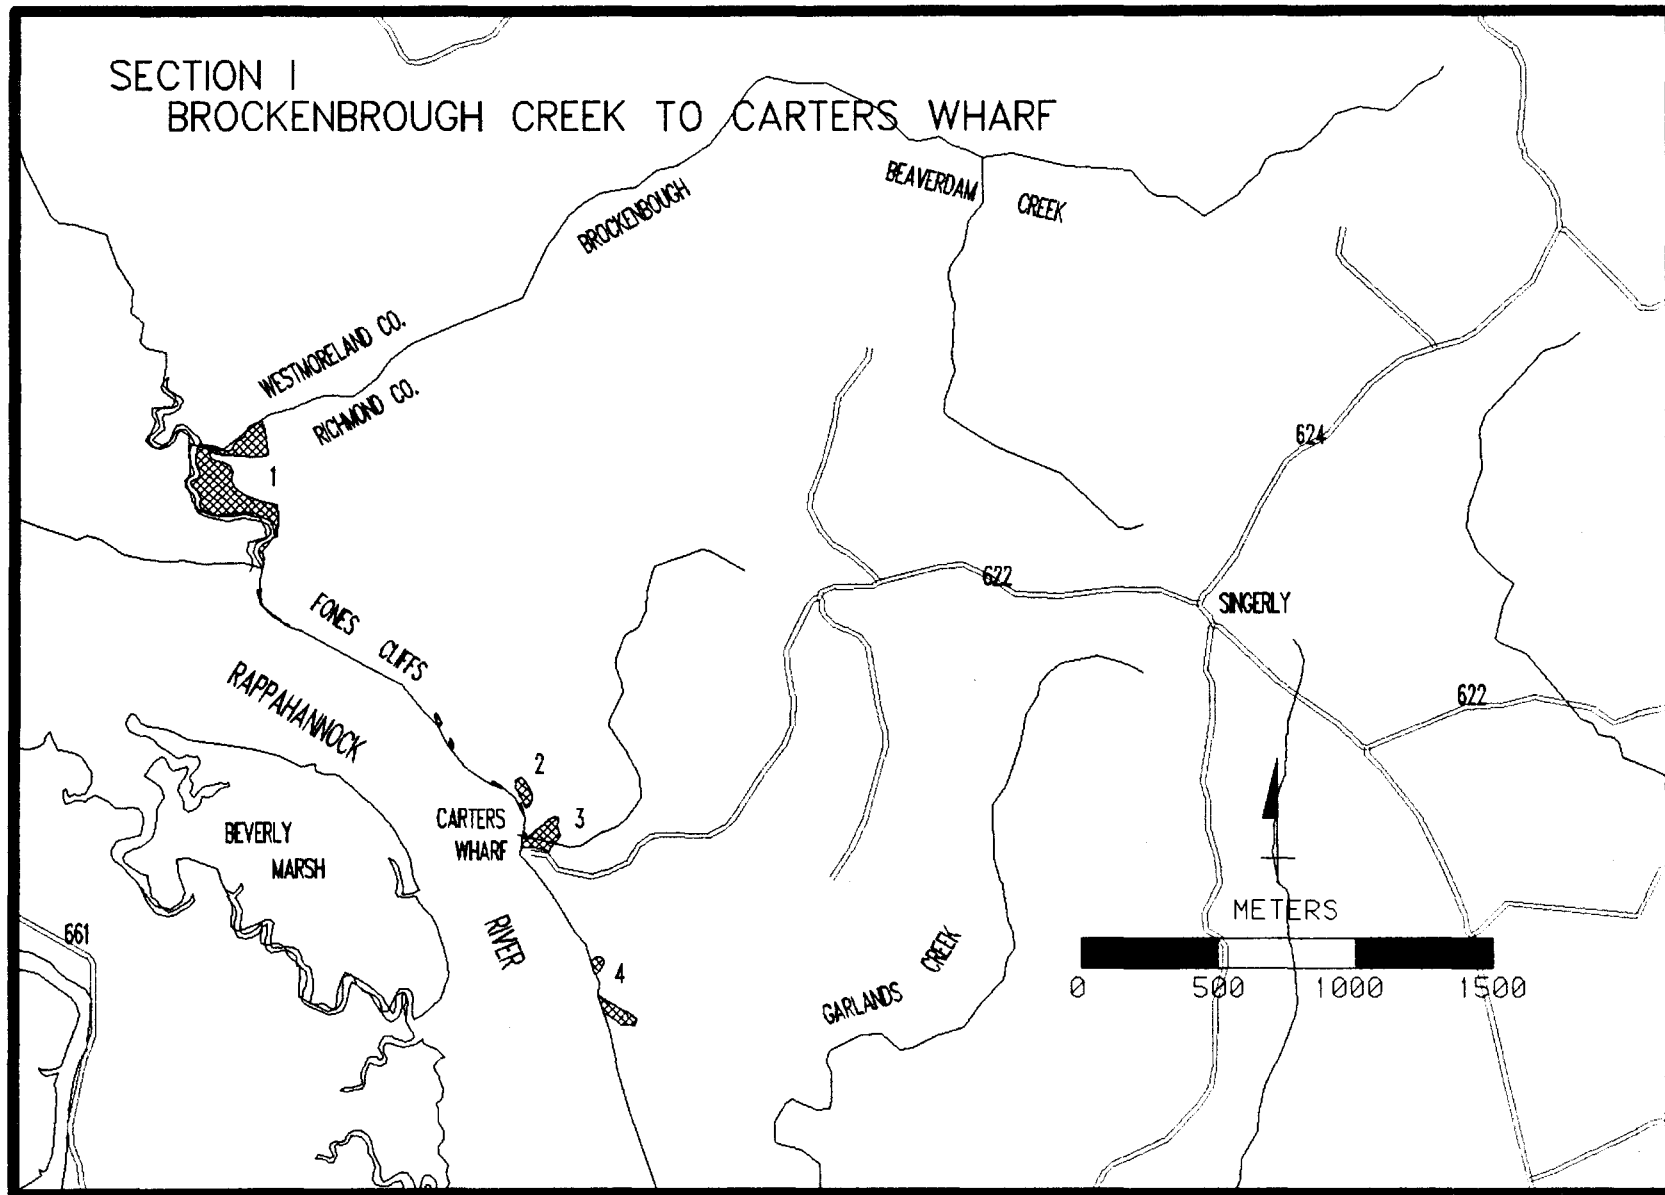 SECTION I
BROCKENBROUGH CREEK TO CARTERS WHARF
BROCKENBOUGH
BEAVERDAM
CREEK
WESTMORELAND CO.
RICHMOND CO.
624
1
622
SINGERLY
FONES CLIFFS
RAPPAHANNOCK
622
2
CARTERS
WHARF
3
BEVERLY
MARSH
METERS
661
RIVER
4
GARLANDS CREEK
0 500 1000 1500